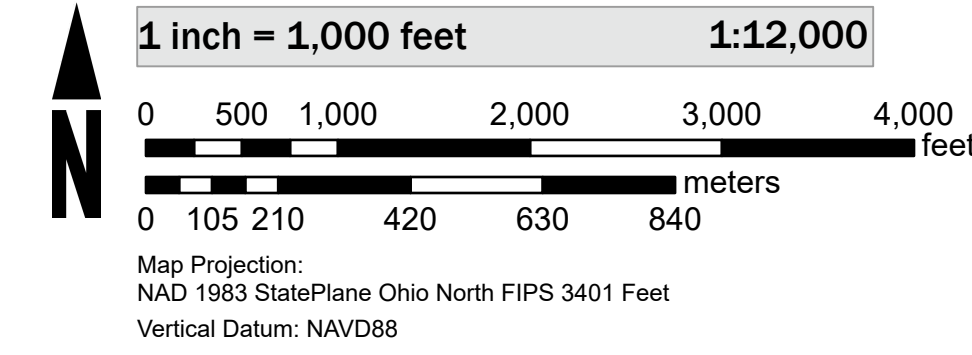 N
1 inch = 1,000 feet 1:12,000
0 500 1,000 2,000 3,000 4,000
feet
meters
0 105 210 420 630 840
Map Projection:
NAD 1983 StatePlane Ohio North FIPS 3401 Feet
Vertical Datum: NAVD88